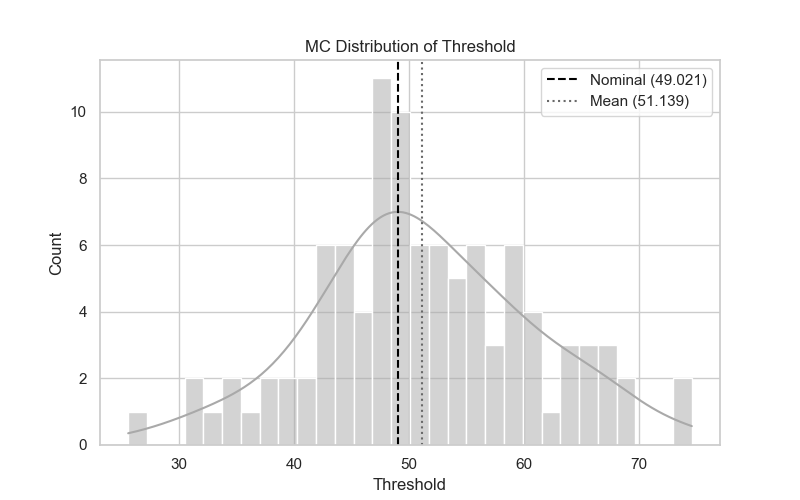 MC Distribution of Threshold
Nominal (49.021)
Mean (51.139)
10
8
6
4
2
0
Count
30 40 50 60 70
Threshold